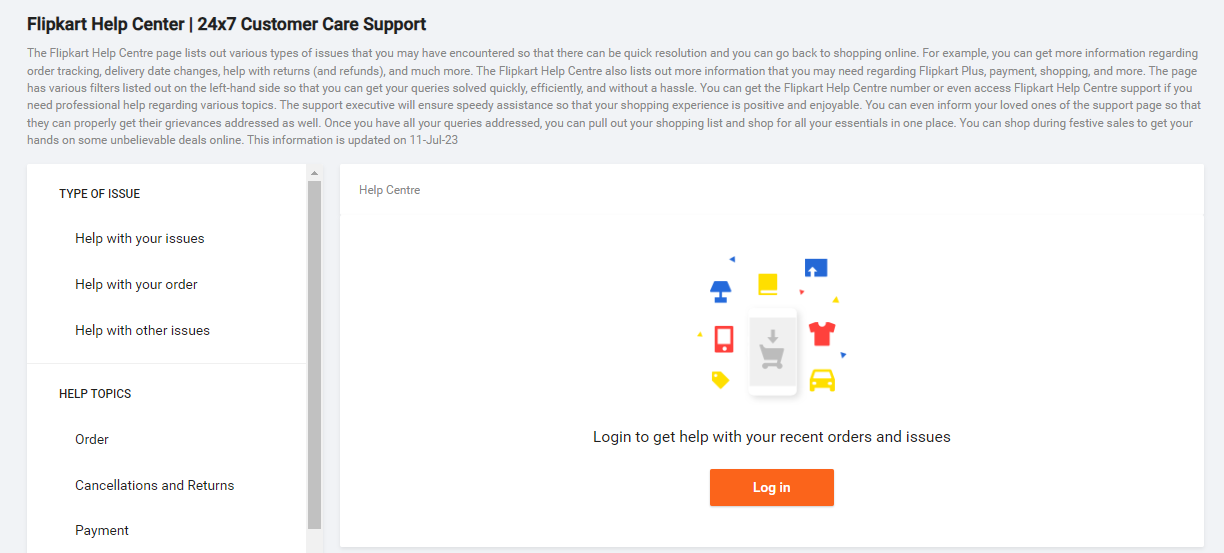 Flipkart Help Center | 24x7 Customer Care Support
The Flipkart Help Centre page lists out various types of issues that you may have encountered so that there can be quick resolution and you can go back to shopping online. For example, you can get more information regarding
order tracking, delivery date changes, help with returns (and refunds), and much more. The Flipkart Help Centre also lists out more information that you may need regarding Flipkart Plus, payment, shopping, and more. The page
has various filters listed out on the left-hand side so that you can get your queries solved quickly, efficiently, and without a hassle. You can get the Flipkart Help Centre number or even access Flipkart Help Centre support if you
need professional help regarding various topics. The support executive will ensure speedy assistance so that your shopping experience is positive and enjoyable. You can even inform your loved ones of the support page so that
they can properly get their grievances addressed as well. Once you have all your queries addressed, you can pull out your shopping list and shop for all your essentials in one place. You can shop during festive sales to get your
hands on some unbelievable deals online. This information is updated on 11-Jul-23
TYPE OF ISSUE
Help with your issues
Help with your order
Help with other issues
HELP TOPICS
Order
Cancellations and Returns
Payment
Help Centre
Login to get help with your recent orders and issues
Log in